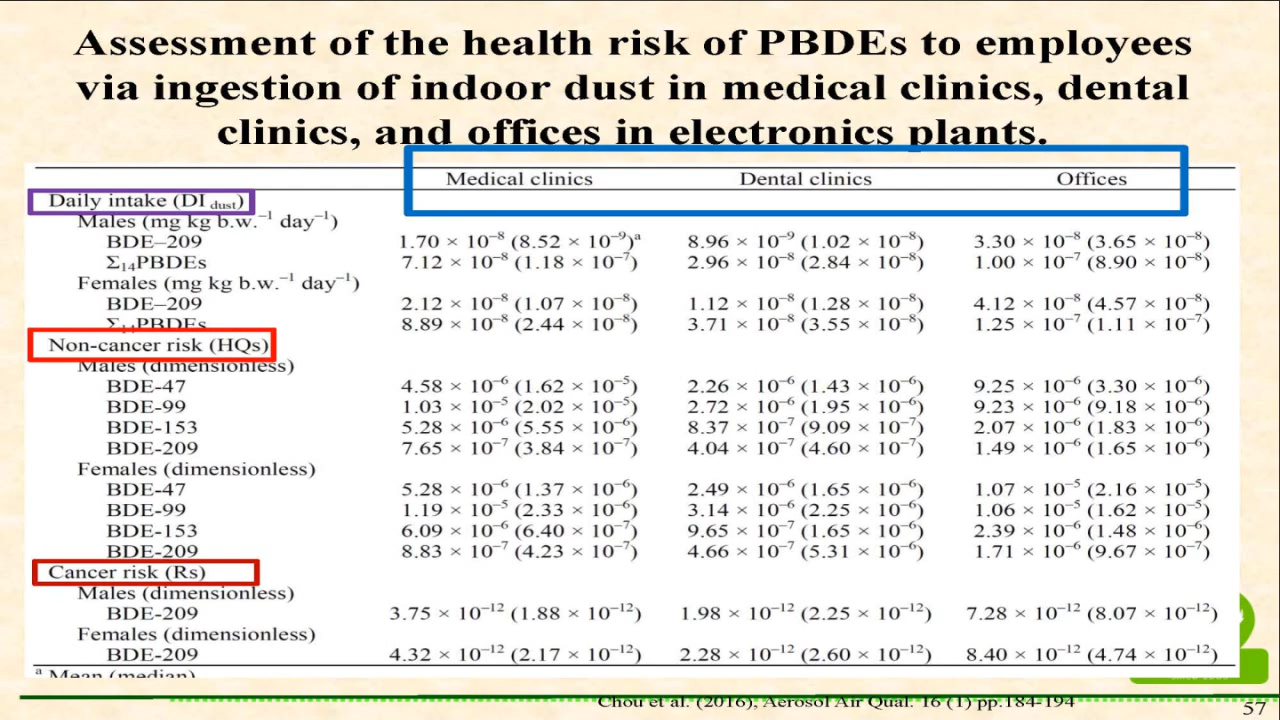 Assessment of the health risk of PBDEs to employees
via ingestion of indoor dust in medical clinics, dental
clinics, and offices in electronics plants.
Medical clinics Dental clinics Offices
Daily intake (DI dust)
Males (mg kg b.w.⁻¹ day⁻¹)
BDE–209 1.70 × 10⁻⁸ (8.52 × 10⁻⁹)ᵃ 8.96 × 10⁻⁹ (1.02 × 10⁻⁸) 3.30 × 10⁻⁸ (3.65 × 10⁻⁸)
Σ₁₄PBDEs 7.12 × 10⁻⁸ (1.18 × 10⁻⁷) 2.96 × 10⁻⁸ (2.84 × 10⁻⁸) 1.00 × 10⁻⁷ (8.90 × 10⁻⁸)
Females (mg kg b.w.⁻¹ day⁻¹)
BDE–209 2.12 × 10⁻⁸ (1.07 × 10⁻⁸) 1.12 × 10⁻⁸ (1.28 × 10⁻⁸) 4.12 × 10⁻⁸ (4.57 × 10⁻⁸)
Σ₁₄PBDEs 8.89 × 10⁻⁸ (2.44 × 10⁻⁸) 3.71 × 10⁻⁸ (3.55 × 10⁻⁸) 1.25 × 10⁻⁷ (1.11 × 10⁻⁷)
Non-cancer risk (HQs)
Males (dimensionless)
BDE-47 4.58 × 10⁻⁶ (1.62 × 10⁻⁵) 2.26 × 10⁻⁶ (1.43 × 10⁻⁶) 9.25 × 10⁻⁶ (3.30 × 10⁻⁶)
BDE-99 1.03 × 10⁻⁵ (2.02 × 10⁻⁵) 2.72 × 10⁻⁶ (1.95 × 10⁻⁶) 9.23 × 10⁻⁶ (9.18 × 10⁻⁶)
BDE-153 5.28 × 10⁻⁶ (5.55 × 10⁻⁶) 8.37 × 10⁻⁷ (9.09 × 10⁻⁷) 2.07 × 10⁻⁶ (1.83 × 10⁻⁶)
BDE-209 7.65 × 10⁻⁷ (3.84 × 10⁻⁷) 4.04 × 10⁻⁷ (4.60 × 10⁻⁷) 1.49 × 10⁻⁶ (1.65 × 10⁻⁶)
Females (dimensionless)
BDE-47 5.28 × 10⁻⁶ (1.37 × 10⁻⁶) 2.49 × 10⁻⁶ (1.65 × 10⁻⁶) 1.07 × 10⁻⁵ (2.16 × 10⁻⁵)
BDE-99 1.19 × 10⁻⁵ (2.33 × 10⁻⁶) 3.14 × 10⁻⁶ (2.25 × 10⁻⁶) 1.06 × 10⁻⁵ (1.62 × 10⁻⁵)
BDE-153 6.09 × 10⁻⁶ (6.40 × 10⁻⁷) 9.65 × 10⁻⁷ (1.65 × 10⁻⁶) 2.39 × 10⁻⁶ (1.48 × 10⁻⁶)
BDE-209 8.83 × 10⁻⁷ (4.23 × 10⁻⁷) 4.66 × 10⁻⁷ (5.31 × 10⁻⁶) 1.71 × 10⁻⁶ (9.67 × 10⁻⁷)
Cancer risk (Rs)
Males (dimensionless)
BDE-209 3.75 × 10⁻¹² (1.88 × 10⁻¹²) 1.98 × 10⁻¹² (2.25 × 10⁻¹²) 7.28 × 10⁻¹² (8.07 × 10⁻¹²)
Females (dimensionless)
BDE-209 4.32 × 10⁻¹² (2.17 × 10⁻¹²) 2.28 × 10⁻¹² (2.60 × 10⁻¹²) 8.40 × 10⁻¹² (4.74 × 10⁻¹²)
ᵃ Mean (median)
Chou et al. (2016), Aerosol Air Qual. 16 (1) pp.184-194
57